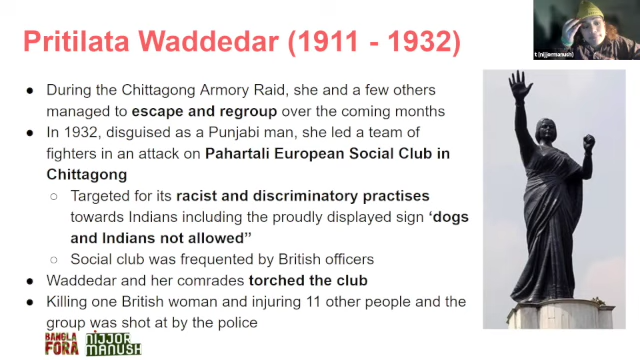 Pritilata Waddedar (1911 - 1932)
t (nijjormanush)
● During the Chittagong Armory Raid, she and a few others
managed to escape and regroup over the coming months
● In 1932, disguised as a Punjabi man, she led a team of
fighters in an attack on Pahartali European Social Club in
Chittagong
○ Targeted for its racist and discriminatory practises
towards Indians including the proudly displayed sign ‘dogs
and Indians not allowed”
○ Social club was frequented by British officers
● Waddedar and her comrades torched the club
● Killing one British woman and injuring 11 other people and the
group was shot at by the police
BANGLA
FORA
NIJJOR
MANUSH